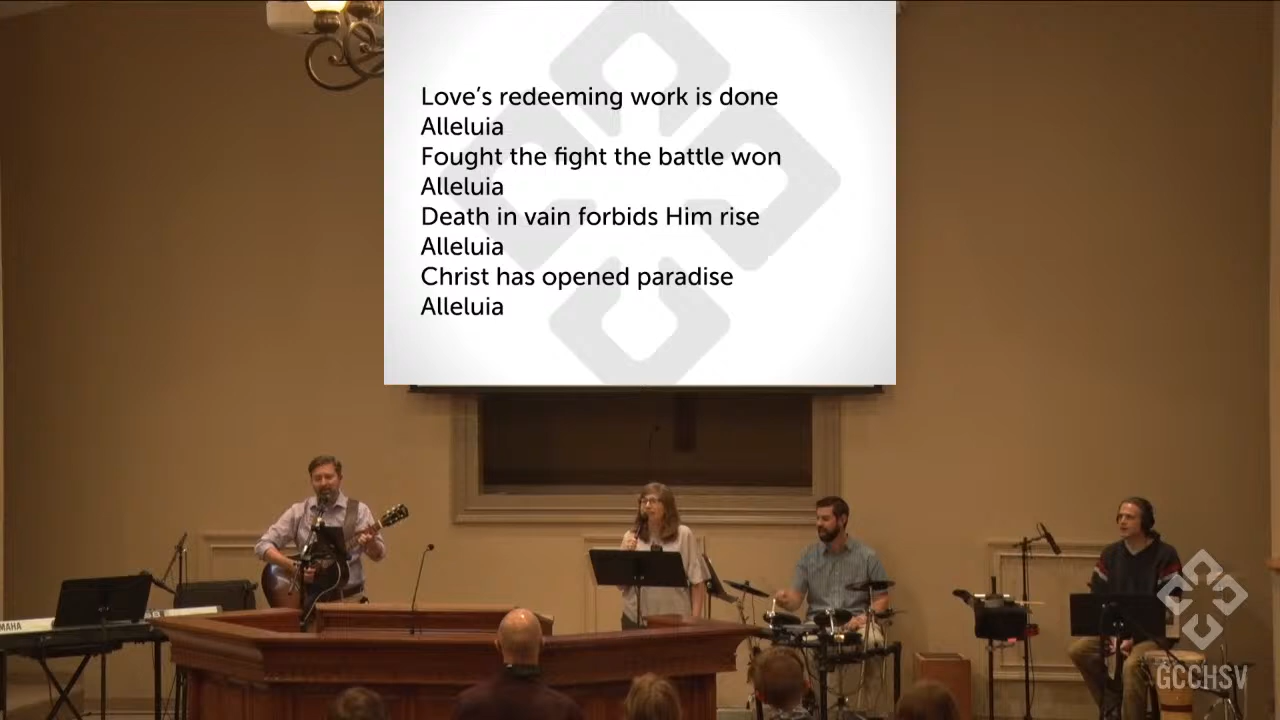 Love's redeeming work is done
Alleluia
Fought the fight the battle won
Alleluia
Death in vain forbids Him rise
Alleluia
Christ has opened paradise
Alleluia
MAHA
GCCHSV